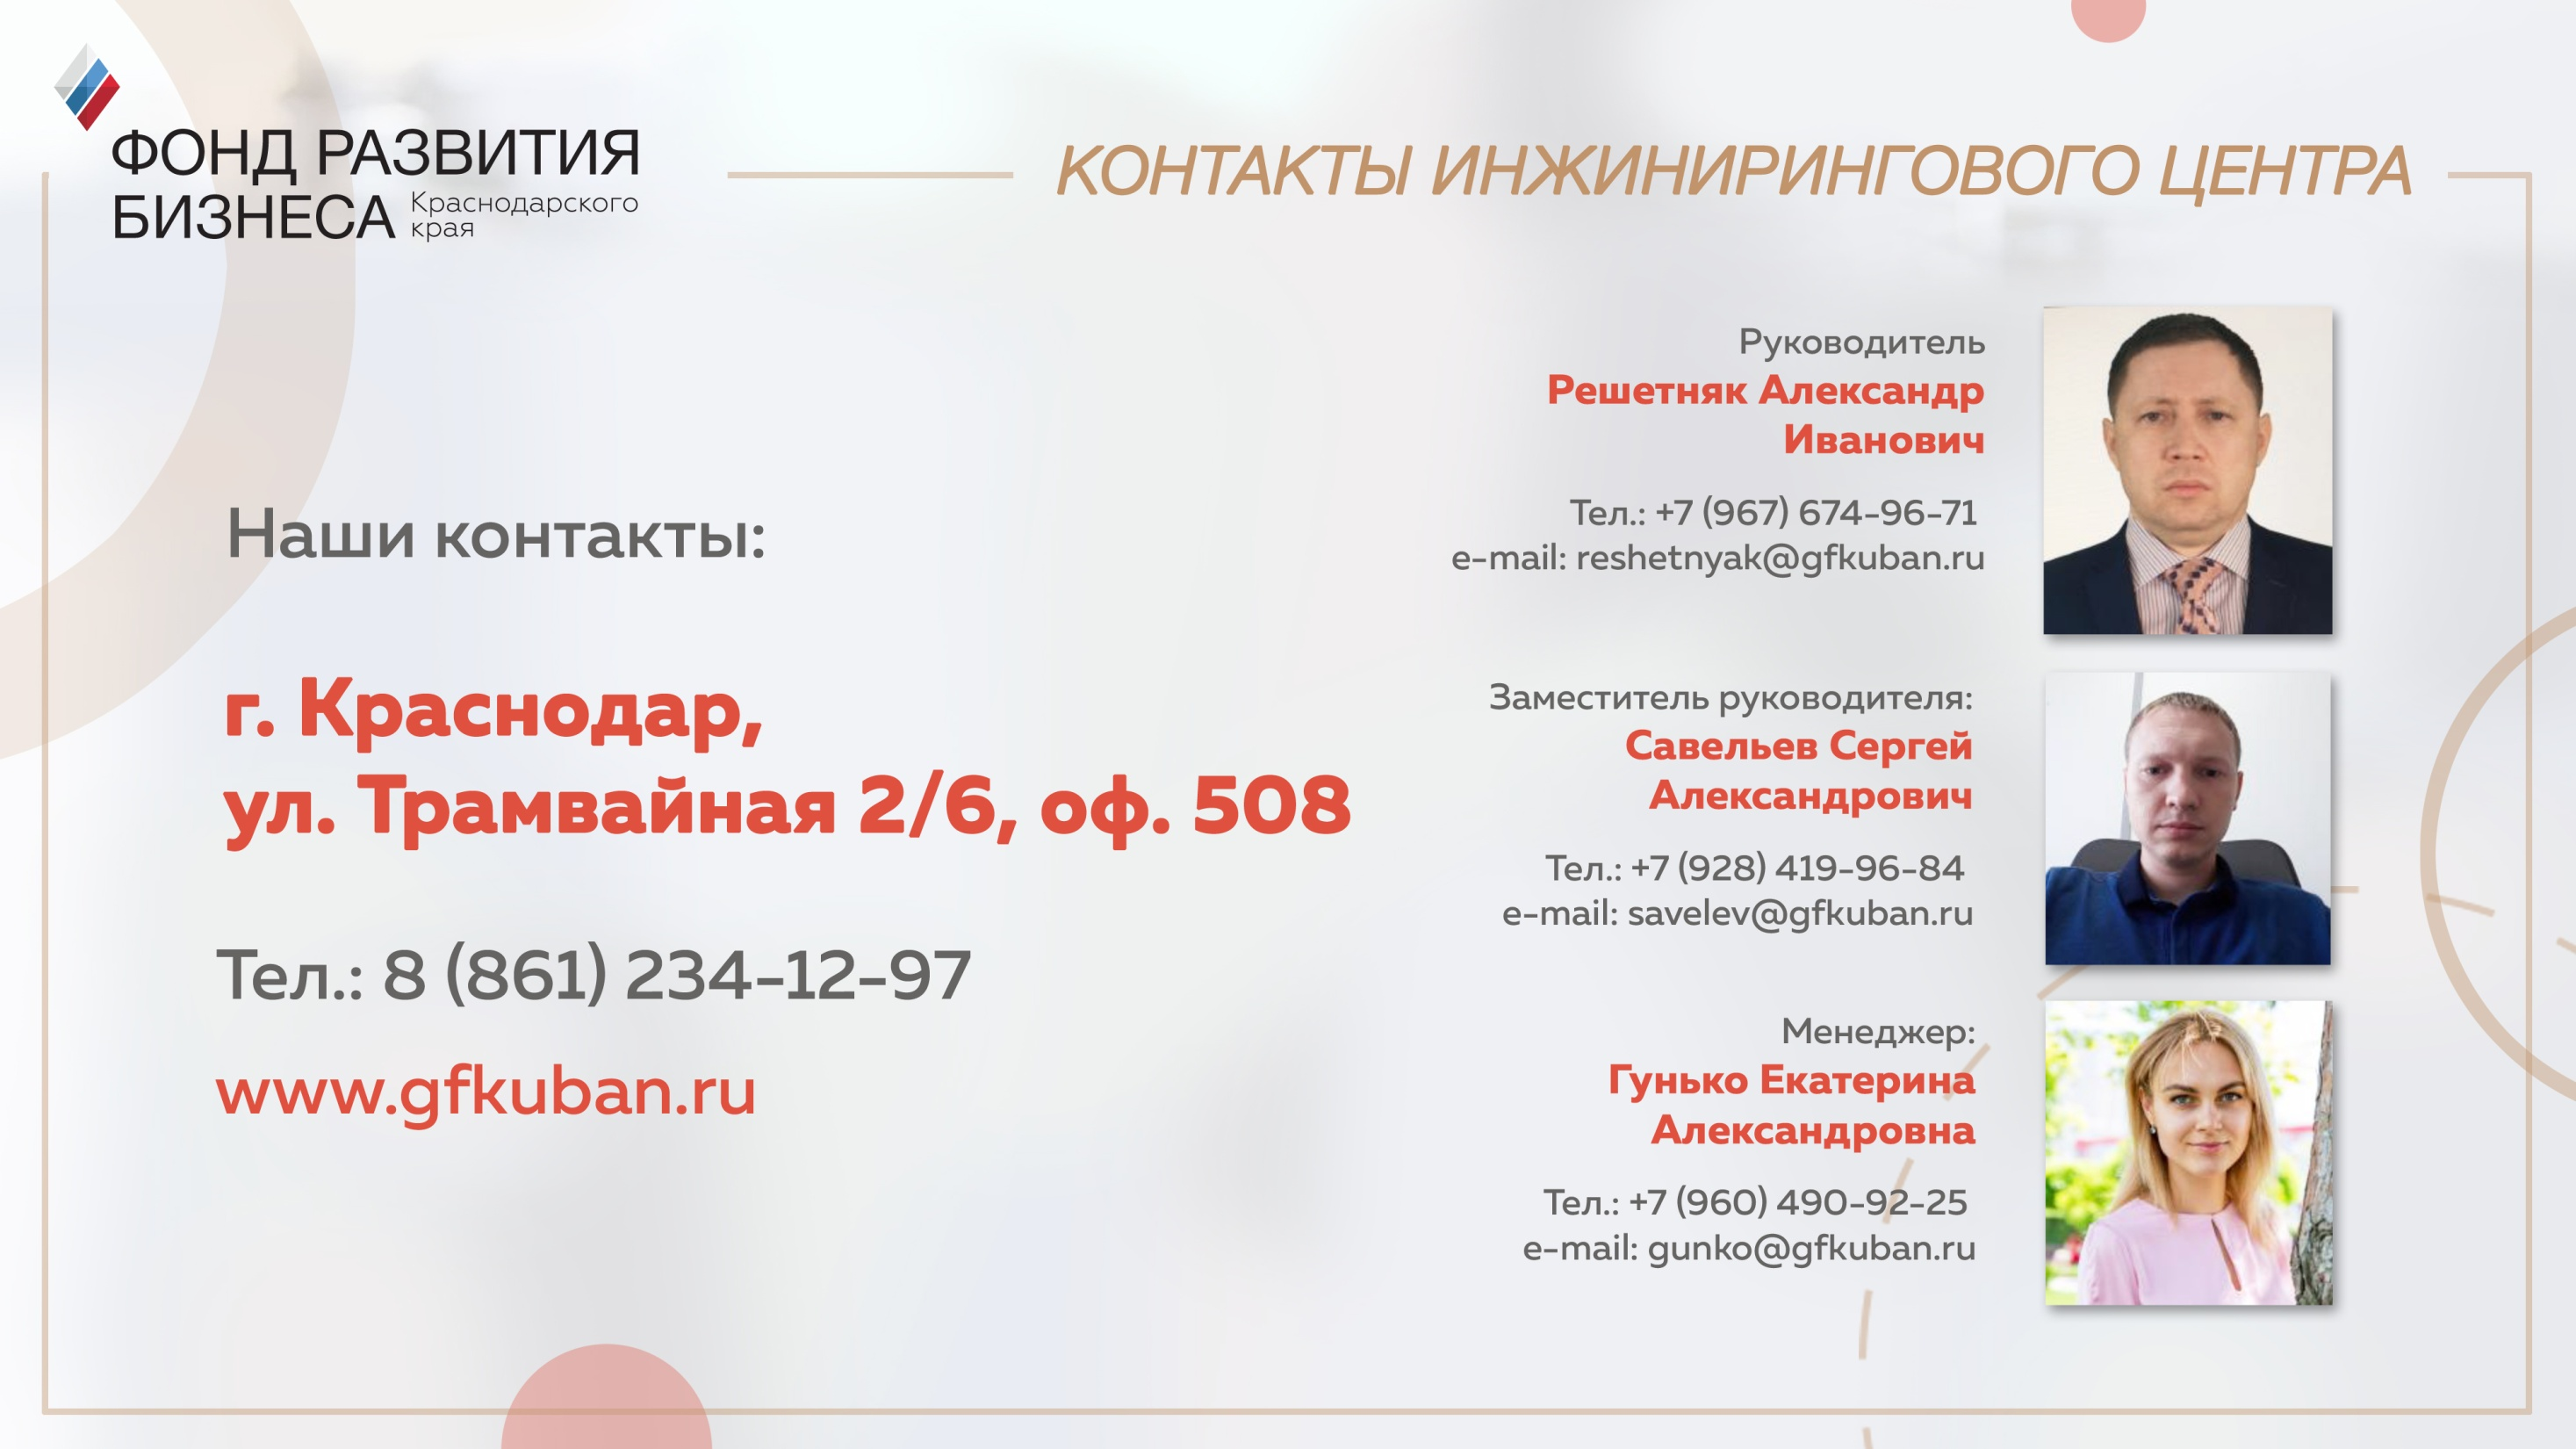 ФОНД РАЗВИТИЯ
БИЗНЕСА Краснодарского
края
КОНТАКТЫ ИНЖИНИРИНГОВОГО ЦЕНТРА
Наши контакты:
г. Краснодар,
ул. Трамвайная 2/6, оф. 508
Тел.: 8 (861) 234-12-97
www.gfkuban.ru
Руководитель
Решетняк Александр
Иванович
Тел.: +7 (967) 674-96-71
e-mail: reshetnyak@gfkuban.ru
Заместитель руководителя:
Савельев Сергей
Александрович
Тел.: +7 (928) 419-96-84
e-mail: savelev@gfkuban.ru
Менеджер:
Гунько Екатерина
Александровна
Тел.: +7 (960) 490-92-25
e-mail: gunko@gfkuban.ru